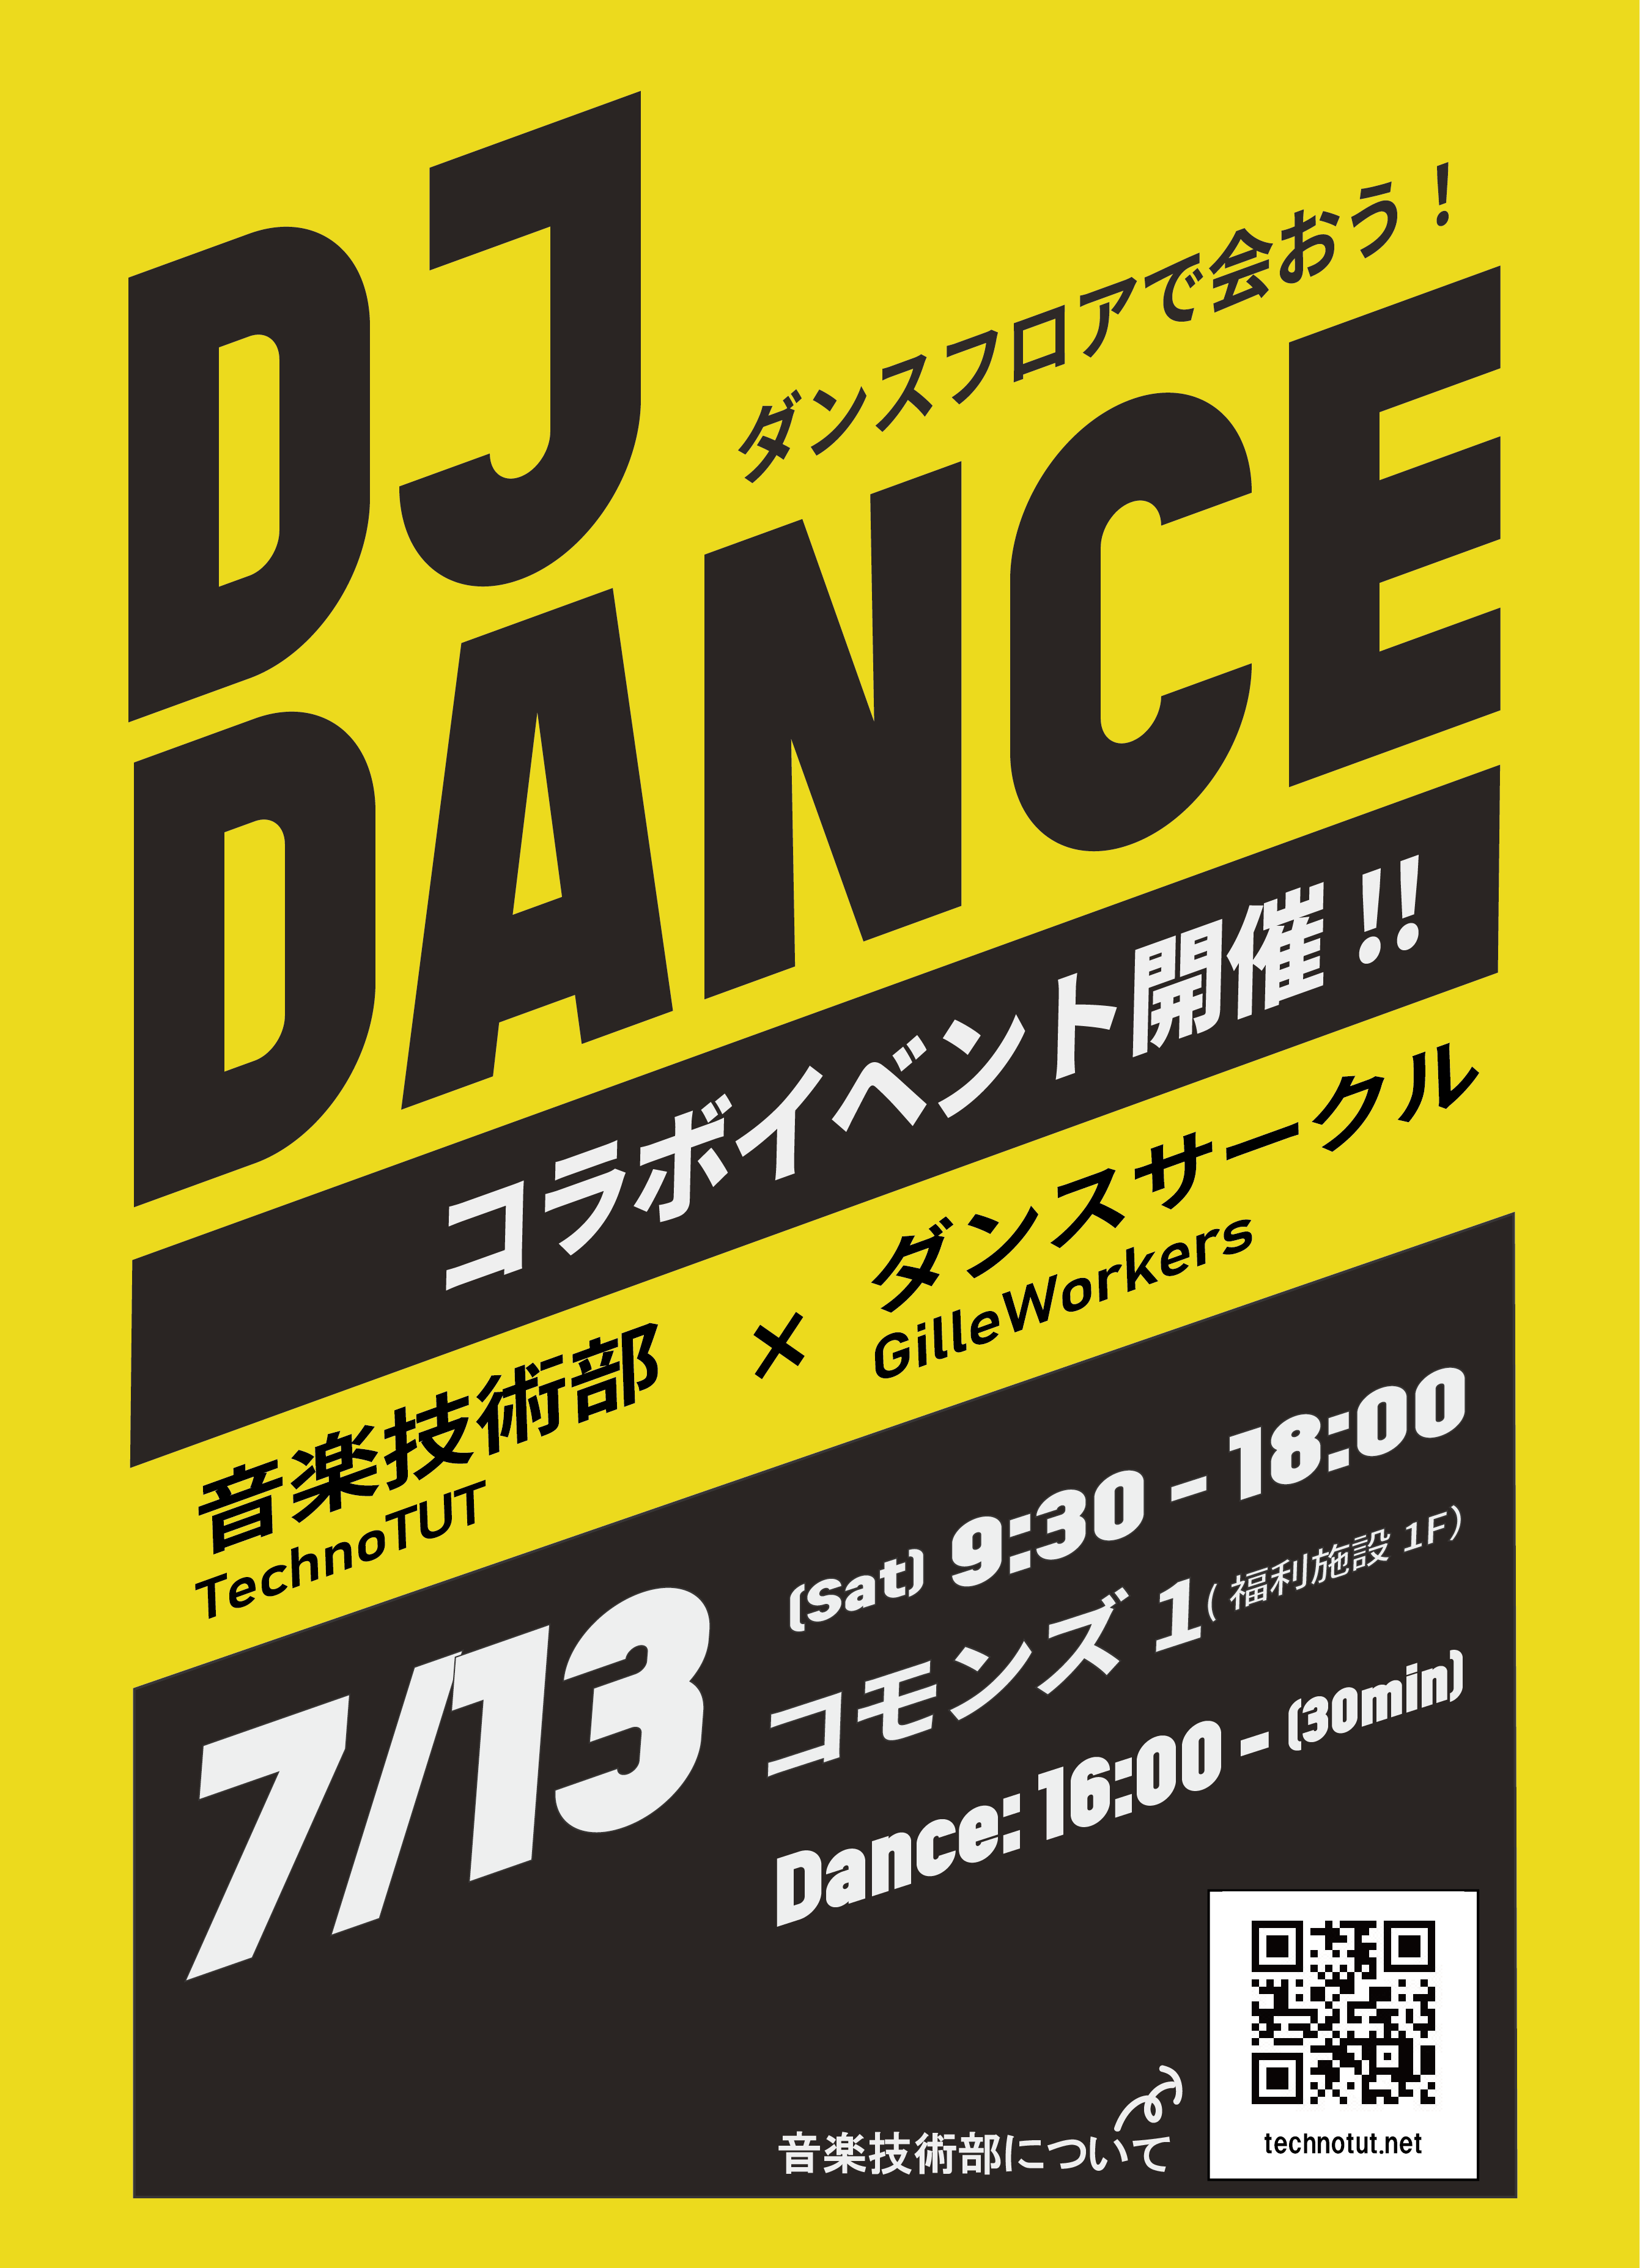 DJ
ダンスフロアで会おう！
DANCE
コラボイベント開催!!
音楽技術部 × ダンスサークル
TechnoTUT GilleWorkers
7/13 (Sat) 9:30 - 18:00
コモンズ 1 ( 福利施設 1F)
Dance: 16:00 - (30min)
音楽技術部について
technotut.net